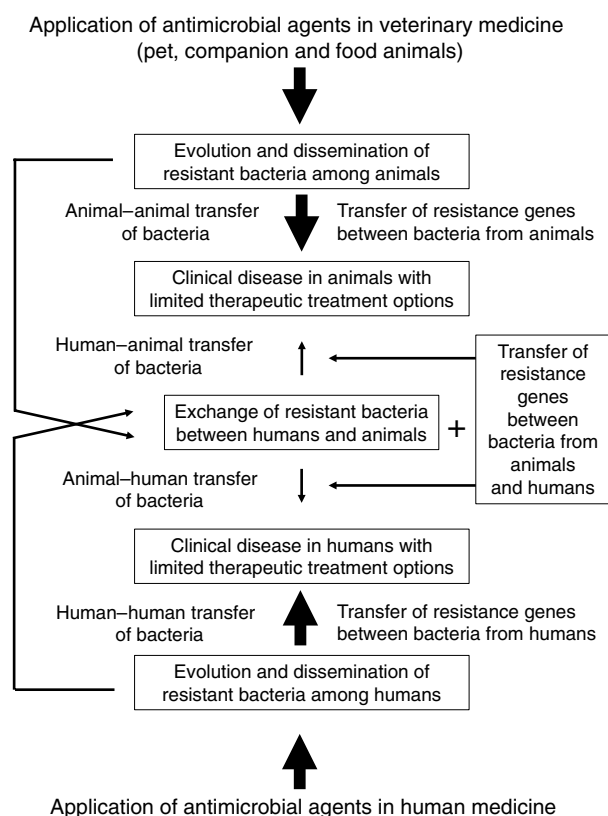 Application of antimicrobial agents in veterinary medicine
(pet, companion and food animals)
Evolution and dissemination of
resistant bacteria among animals
Animal–animal transfer
of bacteria
Transfer of resistance genes
between bacteria from animals
Clinical disease in animals with
limited therapeutic treatment options
Human–animal transfer
of bacteria
Transfer of
resistance
genes
between
bacteria from
animals
and humans
Exchange of resistant bacteria
between humans and animals
+
Animal–human transfer
of bacteria
Clinical disease in humans with
limited therapeutic treatment options
Human–human transfer
of bacteria
Transfer of resistance genes
between bacteria from humans
Evolution and dissemination of
resistant bacteria among humans
Application of antimicrobial agents in human medicine